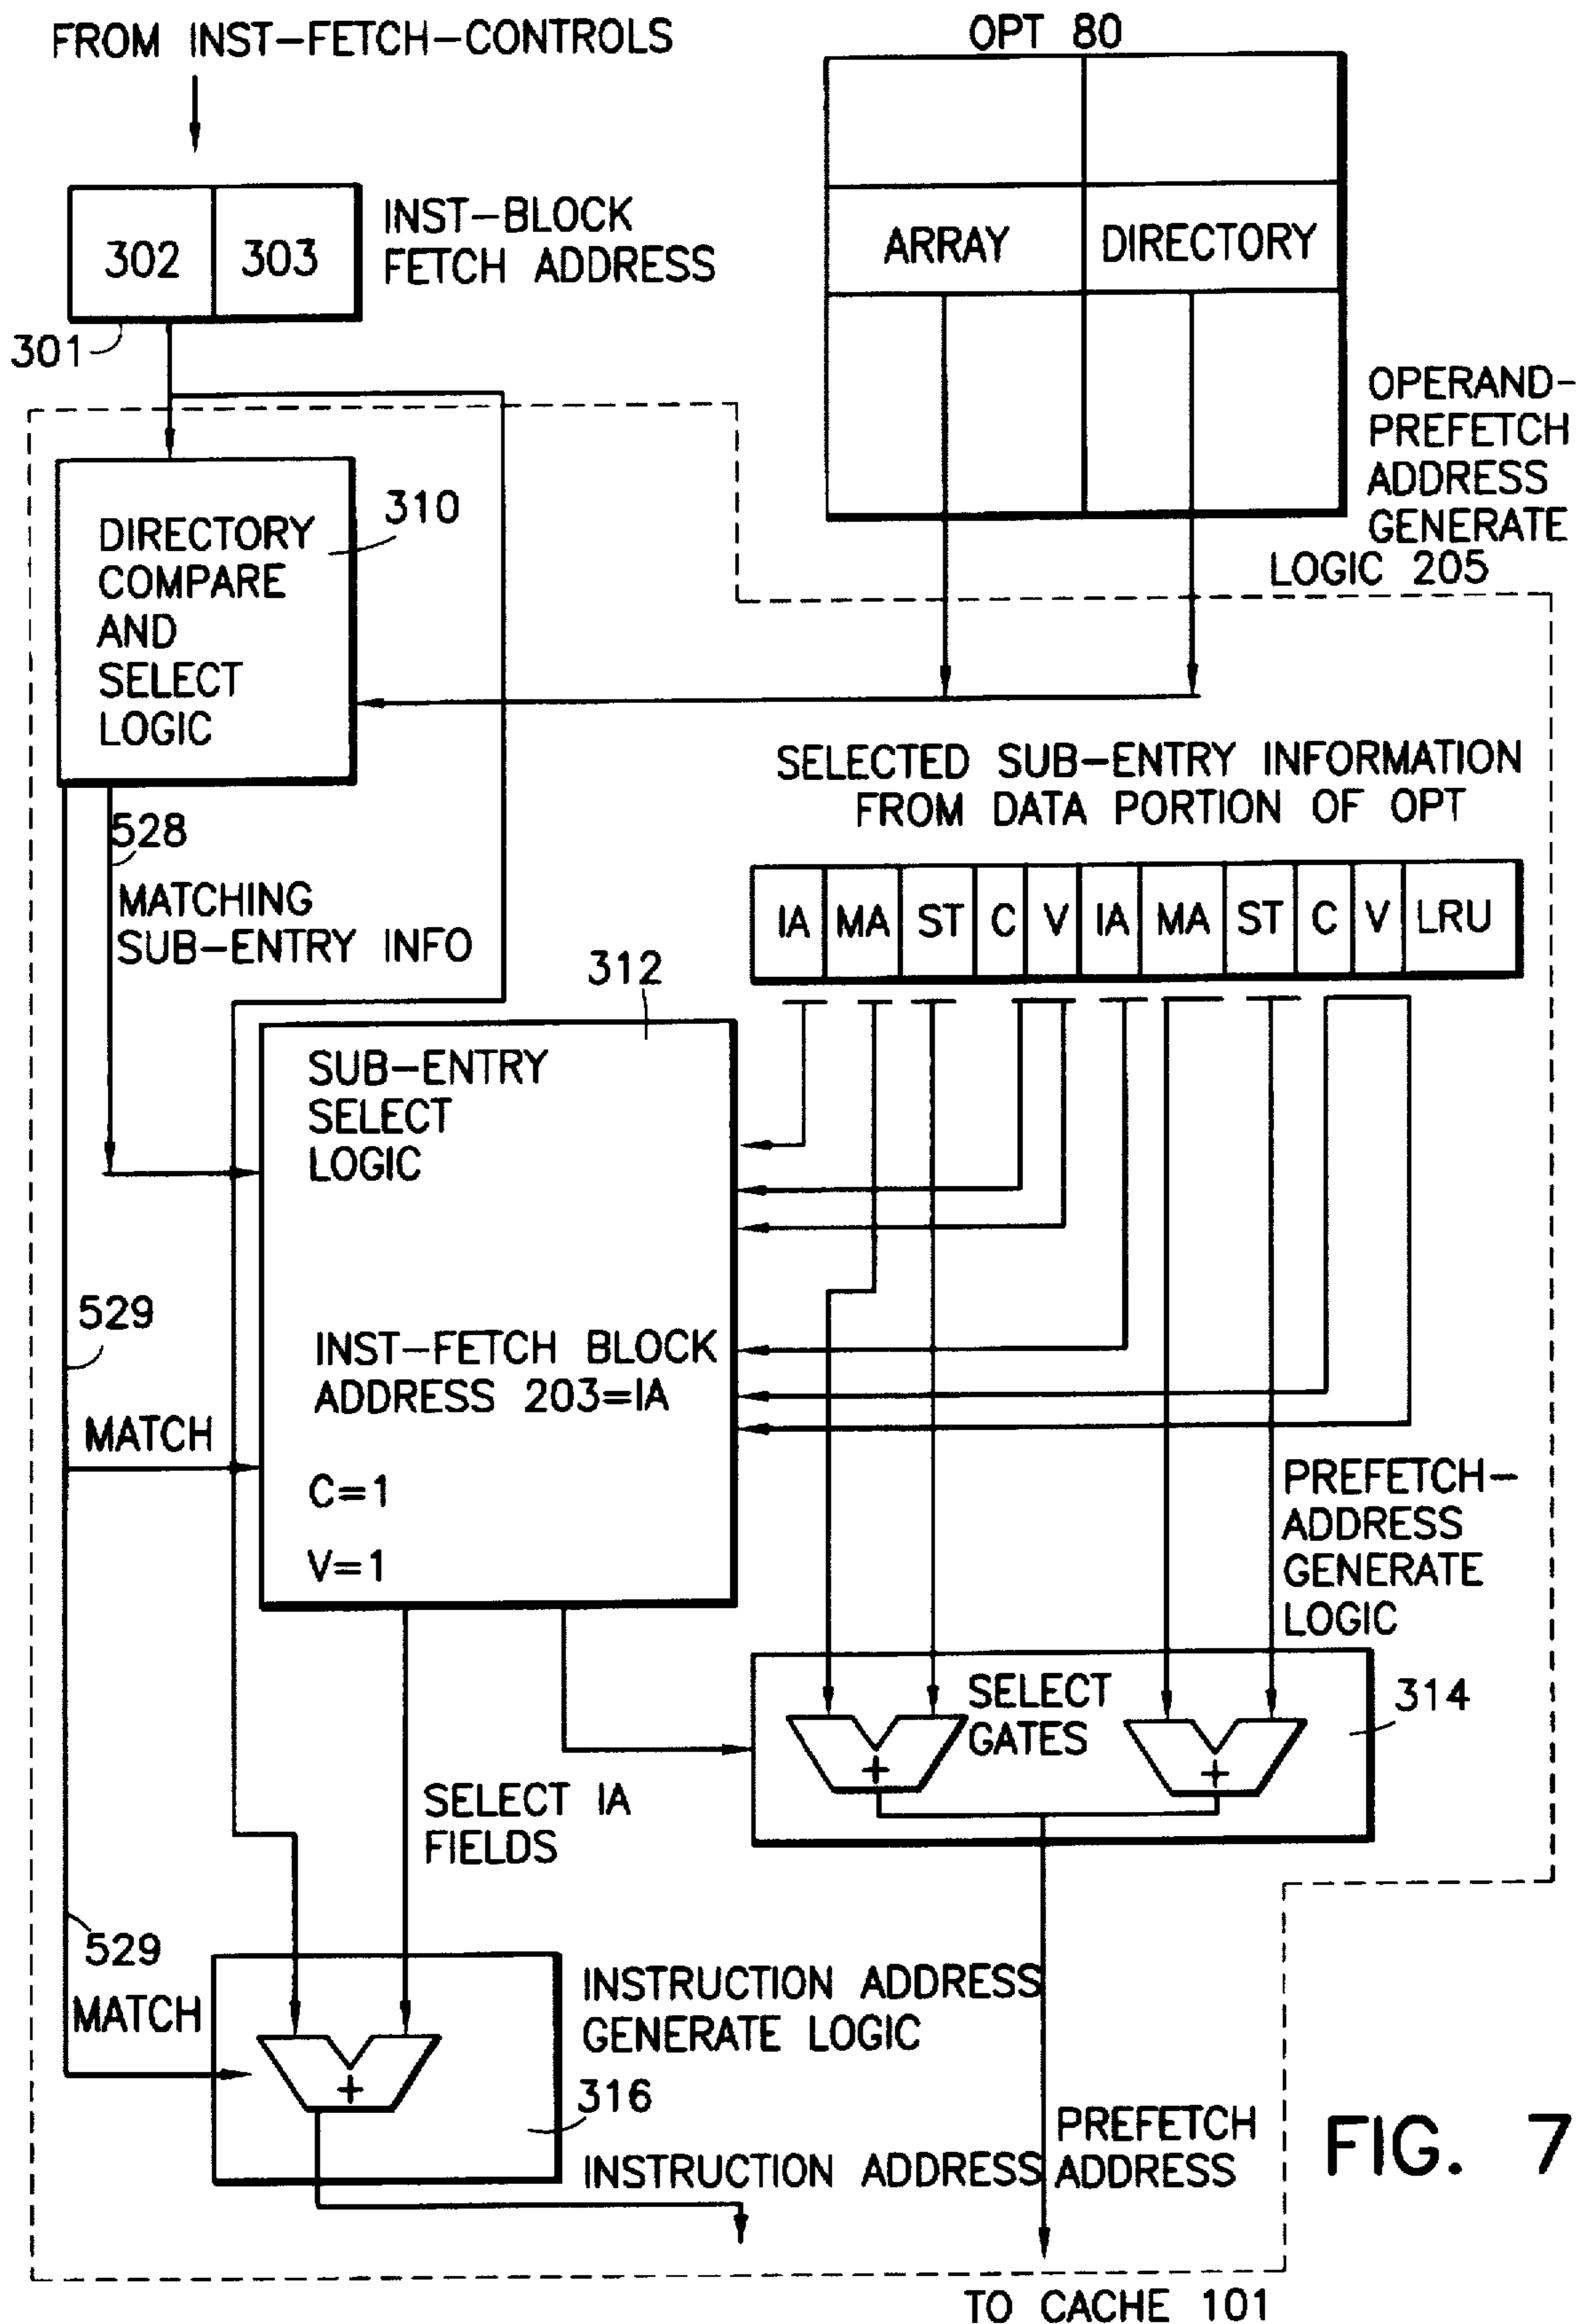 FROM INST-FETCH-CONTROLS
OPT 80
302
303
INST-BLOCK
FETCH ADDRESS
301
ARRAY
DIRECTORY
OPERAND-
PREFETCH
ADDRESS
GENERATE
LOGIC 205
310
DIRECTORY
COMPARE
AND
SELECT
LOGIC
SELECTED SUB-ENTRY INFORMATION
FROM DATA PORTION OF OPT
528
MATCHING
SUB-ENTRY INFO
IA MA ST C V IA MA ST C V LRU
312
SUB-ENTRY
SELECT
LOGIC
529
INST-FETCH BLOCK
ADDRESS 203=IA
MATCH
C=1
V=1
PREFETCH-
ADDRESS
GENERATE
LOGIC
SELECT
GATES
314
+
+
SELECT IA
FIELDS
529
MATCH
INSTRUCTION ADDRESS
GENERATE LOGIC
+
316
INSTRUCTION ADDRESS
PREFETCH
ADDRESS
FIG. 7
TO CACHE 101